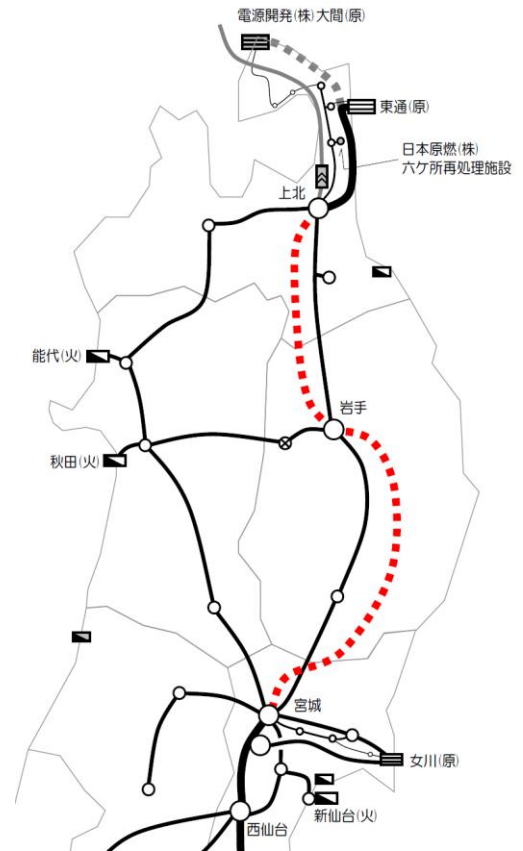 電源開発(株)大間(原)
東通(原)
日本原燃(株)
六ケ所再処理施設
上北
能代(火)
岩手
秋田(火)
宮城
女川(原)
新仙台(火)
西仙台